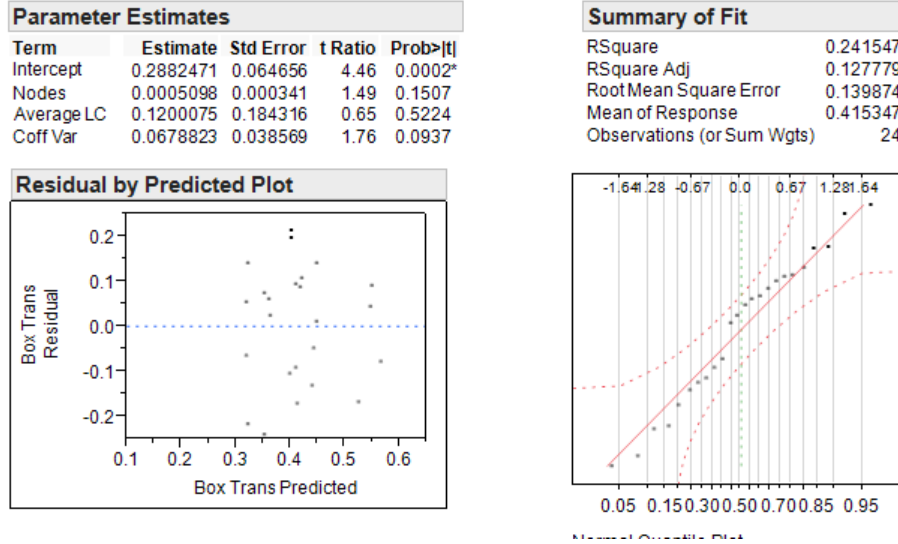 Parameter Estimates
Term Estimate Std Error t Ratio Prob>|t|
Intercept 0.2882471 0.064656 4.46 0.0002*
Nodes 0.0005098 0.000341 1.49 0.1507
Average LC 0.1200075 0.184316 0.65 0.5224
Coff Var 0.0678823 0.038569 1.76 0.0937
Summary of Fit
RSquare 0.241547
RSquare Adj 0.127779
Root Mean Square Error 0.139874
Mean of Response 0.415347
Observations (or Sum Wgts) 24
Residual by Predicted Plot
Box Trans
Residual
0.2
0.1
0.0
-0.1
-0.2
0.1 0.2 0.3 0.4 0.5 0.6
Box Trans Predicted
-1.64 1.28 -0.67 0.0 0.67 1.28 1.64
0.05 0.15 0.30 0.50 0.70 0.85 0.95
Normal Quantile Plot